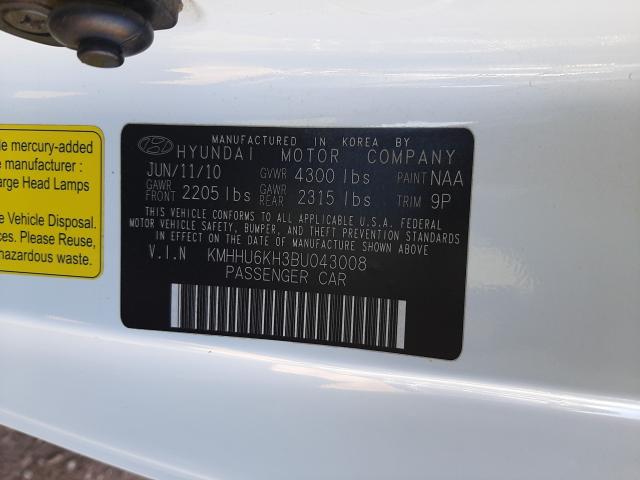 le mercury-added
e manufacturer :
arge Head Lamps
e Vehicle Disposal.
s. Please Reuse,
hazardous waste.
MANUFACTURED IN KOREA BY
HYUNDAI MOTOR COMPANY
JUN/11/10 GVWR 4300 lbs PAINT NAA
GAWR FRONT 2205 lbs GAWR REAR 2315 lbs TRIM 9P
THIS VEHICLE CONFORMS TO ALL APPLICABLE U.S.A. FEDERAL
MOTOR VEHICLE SAFETY, BUMPER, AND THEFT PREVENTION STANDARDS
IN EFFECT ON THE DATE OF MANUFACTURE SHOWN ABOVE.
V.I.N KMHHU6KH3BU043008
PASSENGER CAR